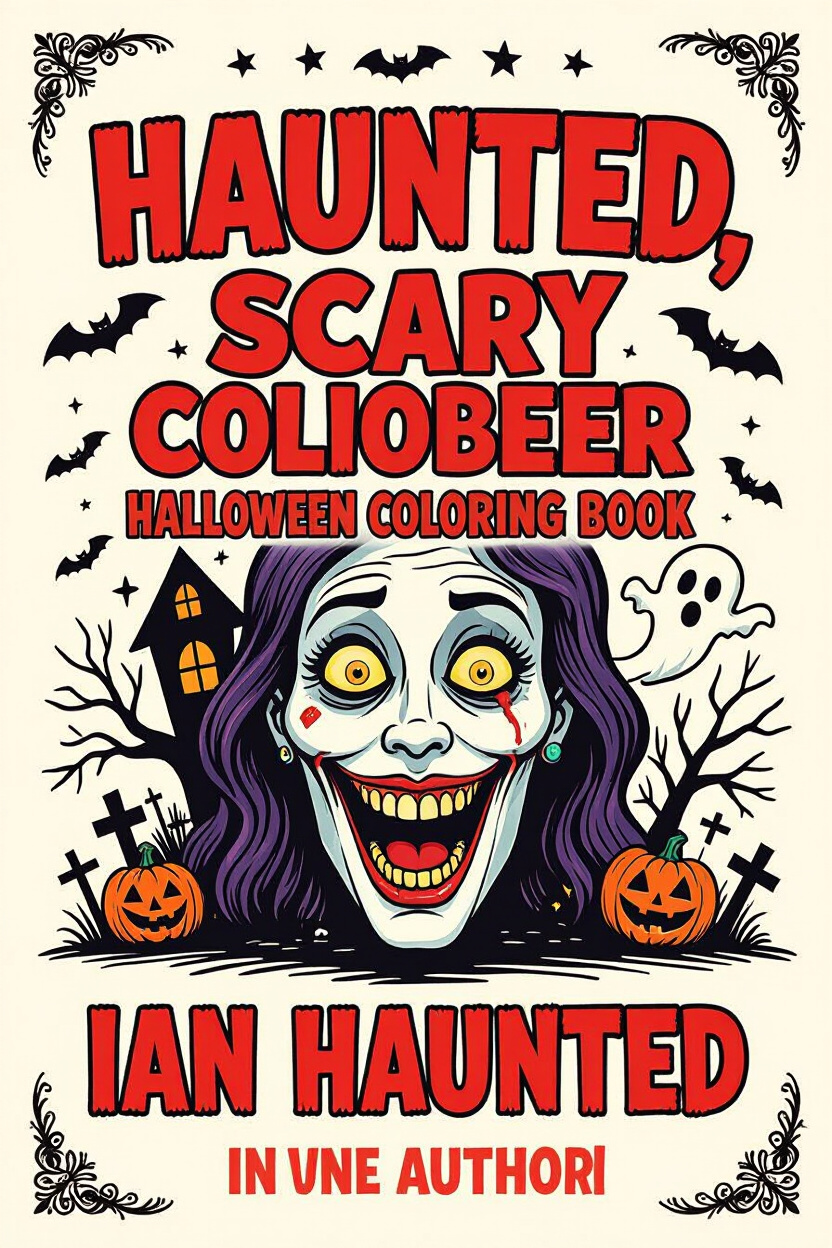 HAUNTED,
SCARY
COLIOBEER
HALLOWEEN COLORING BOOK
IAN HAUNTED
IN VNE AUTHORI